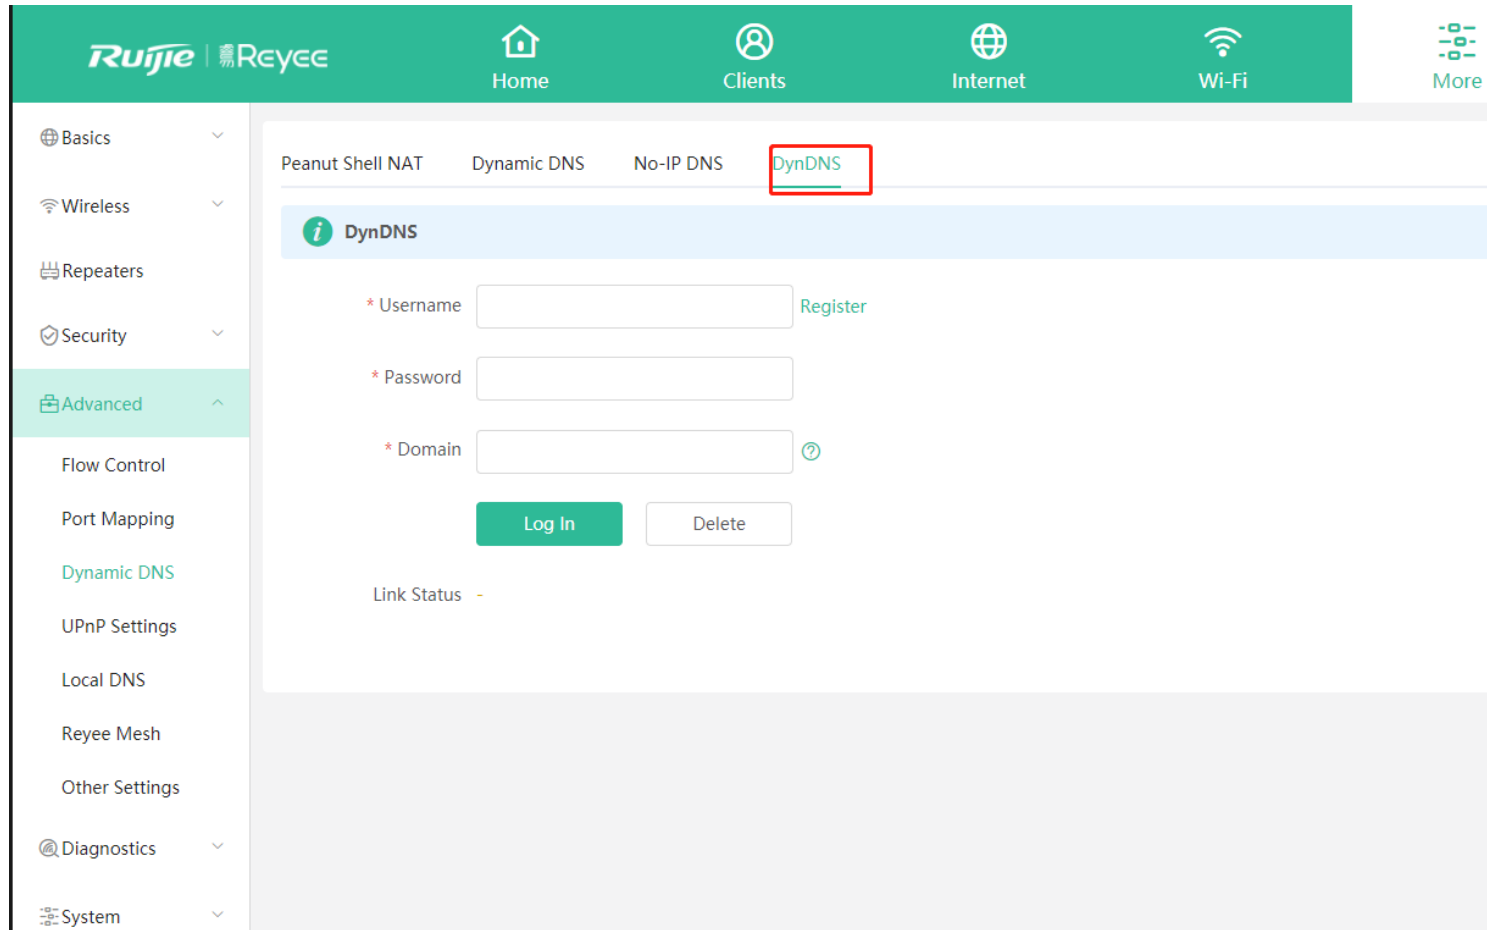 Ruijie Reyee
Home
Clients
Internet
Wi-Fi
More
Basics
Wireless
Repeaters
Security
Advanced
Flow Control
Port Mapping
Dynamic DNS
UPnP Settings
Local DNS
Reyee Mesh
Other Settings
Diagnostics
System
Peanut Shell NAT Dynamic DNS No-IP DNS DynDNS
i DynDNS
* Username Register
* Password
* Domain ?
Log In Delete
Link Status -